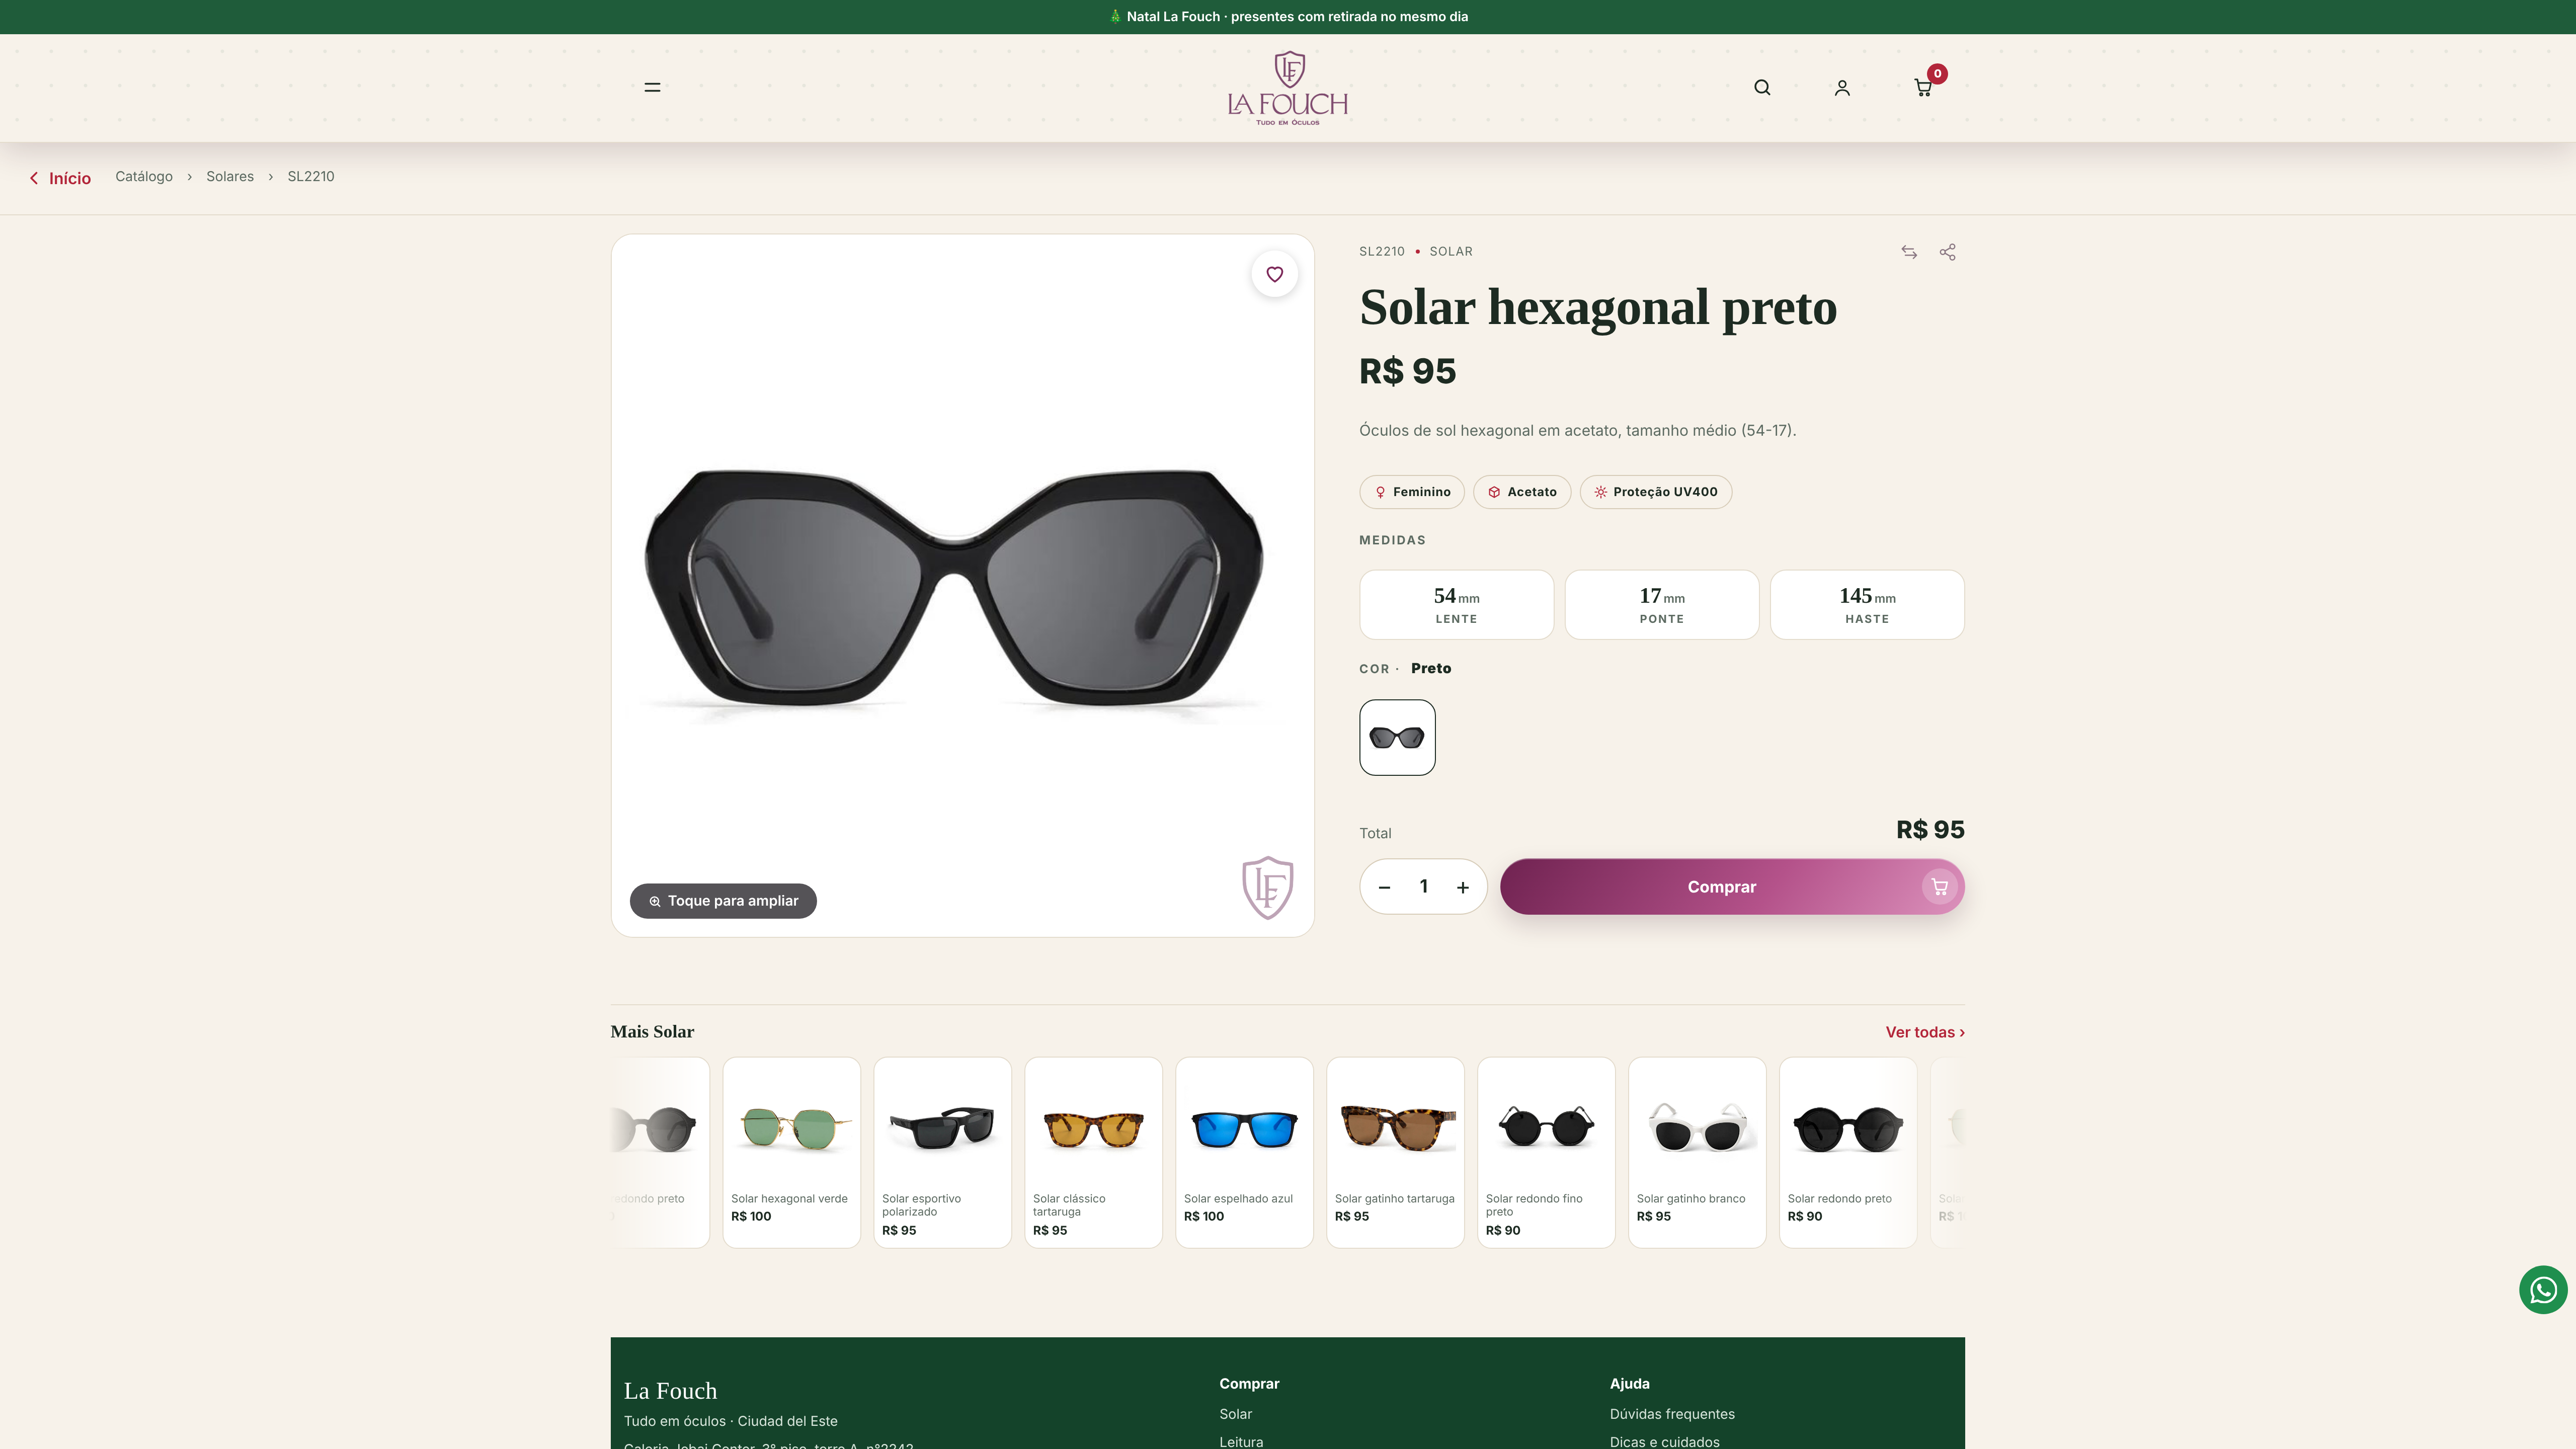 🎄 Natal La Fouch · presentes com retirada no mesmo dia
LF
LA FOUCH
TUDO EM ÓCULOS
0
Início
Catálogo › Solares › SL2210
SL2210 • SOLAR
Solar hexagonal preto
R$ 95
Óculos de sol hexagonal em acetato, tamanho médio (54-17).
Feminino
Acetato
Proteção UV400
MEDIDAS
54 mm
LENTE
17 mm
PONTE
145 mm
HASTE
COR · Preto
Total
R$ 95
− 1 +
Comprar
Toque para ampliar
LF
Mais Solar
Ver todas ›
redondo preto
Solar hexagonal verde
R$ 100
Solar esportivo
polarizado
R$ 95
Solar clássico
tartaruga
R$ 95
Solar espelhado azul
R$ 100
Solar gatinho tartaruga
R$ 95
Solar redondo fino
preto
R$ 90
Solar gatinho branco
R$ 95
Solar redondo preto
R$ 90
La Fouch
Tudo em óculos · Ciudad del Este
Comprar
Solar
Leitura
Ajuda
Dúvidas frequentes
Dicas e cuidados